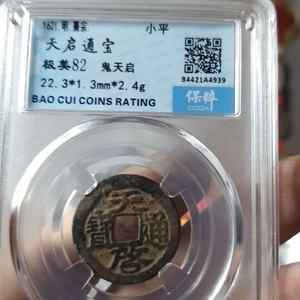 1621. 明. 熹宗. 小平
天启通宝
极美82 鬼天启
22.3*1.3mm*2.4g
BAO CUI COINS RATING
B4421A4939
保粹
CCGA
天啓通寶